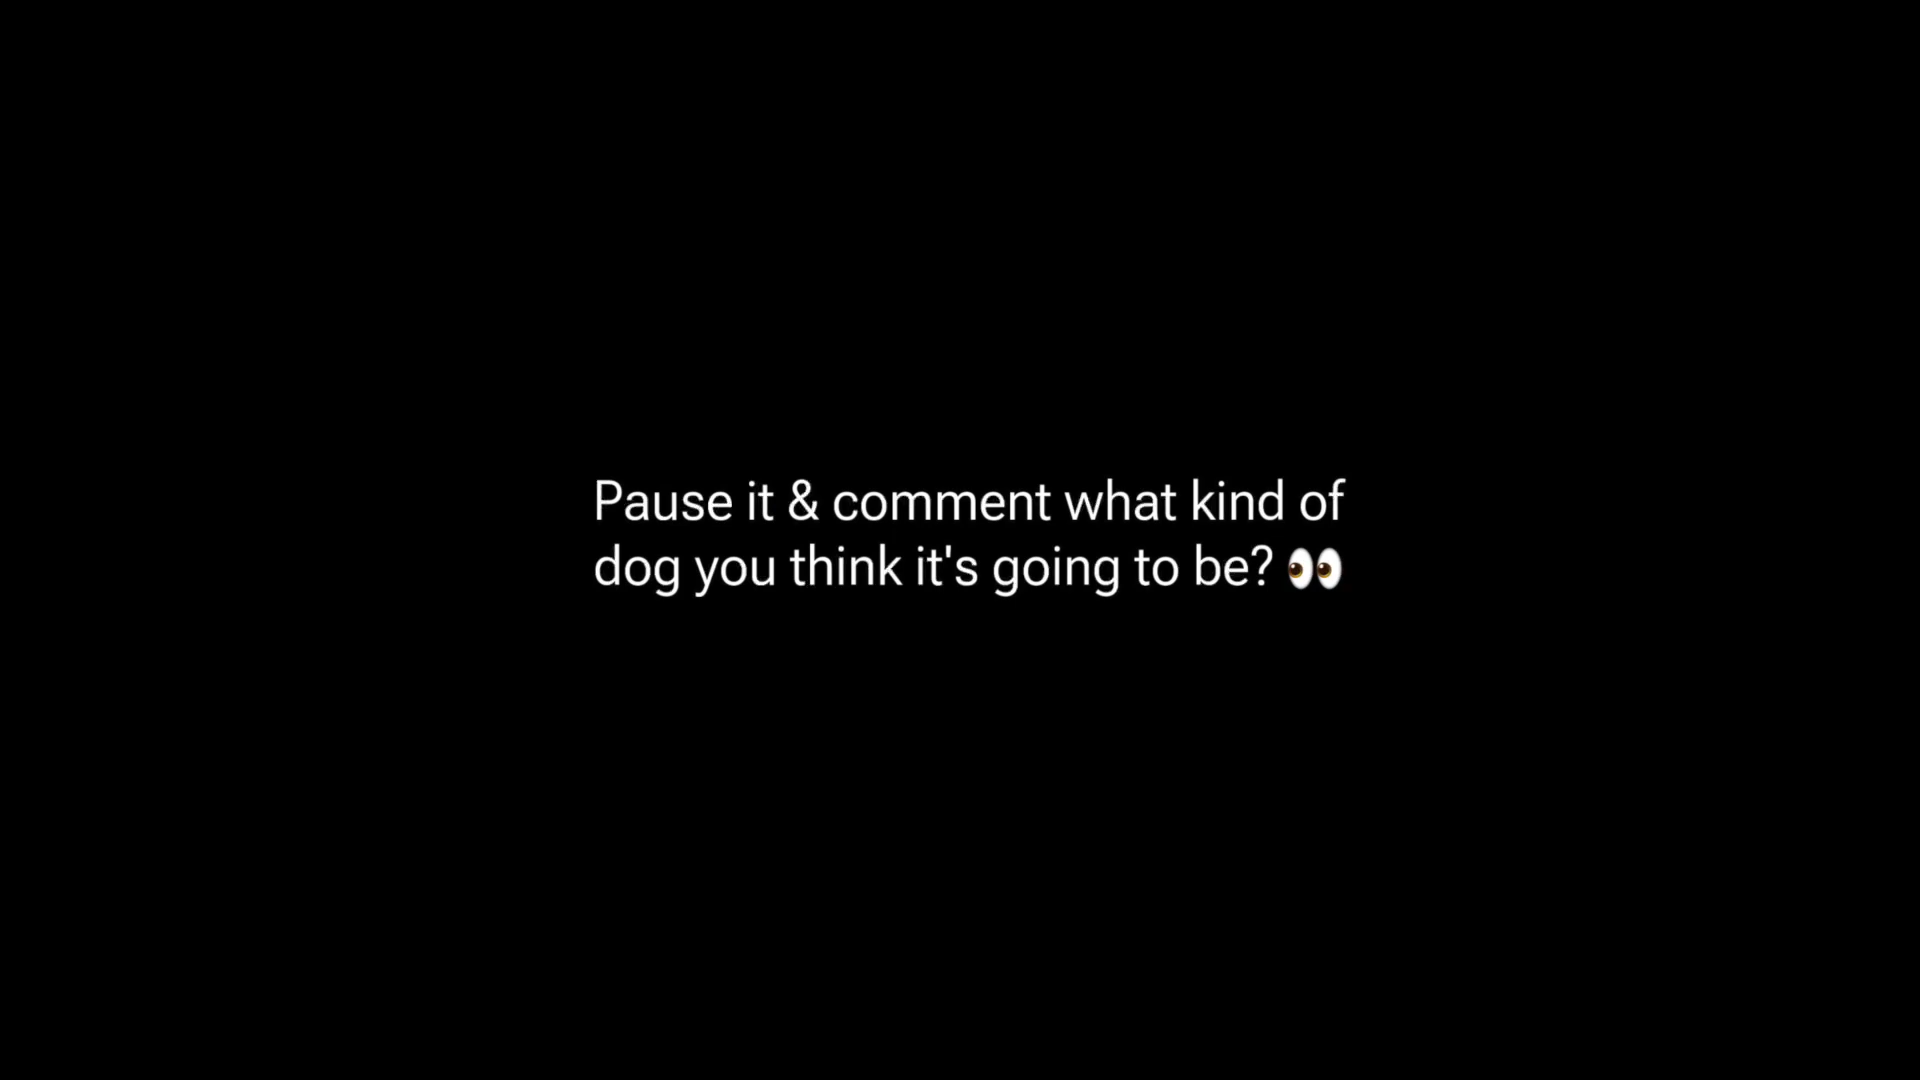 Pause it & comment what kind of
dog you think it's going to be? 👀